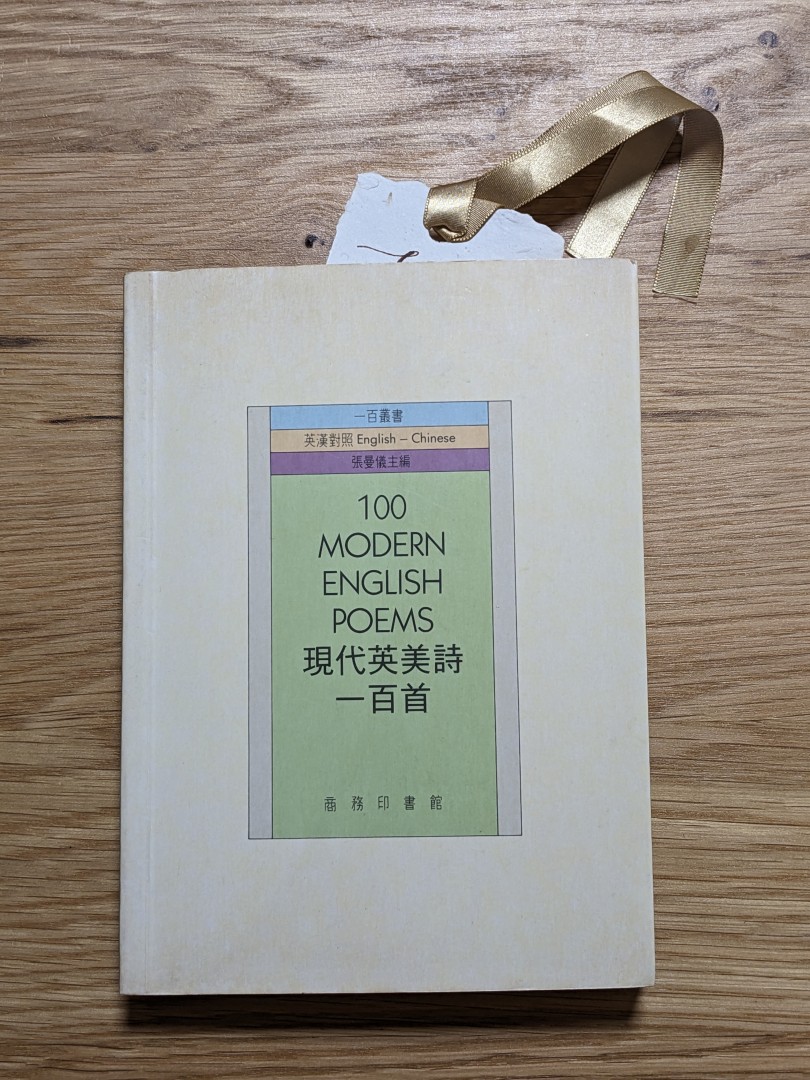 一百叢書
英漢對照 English – Chinese
張曼儀主編
100
MODERN
ENGLISH
POEMS
現代英美詩
一百首
商務印書館